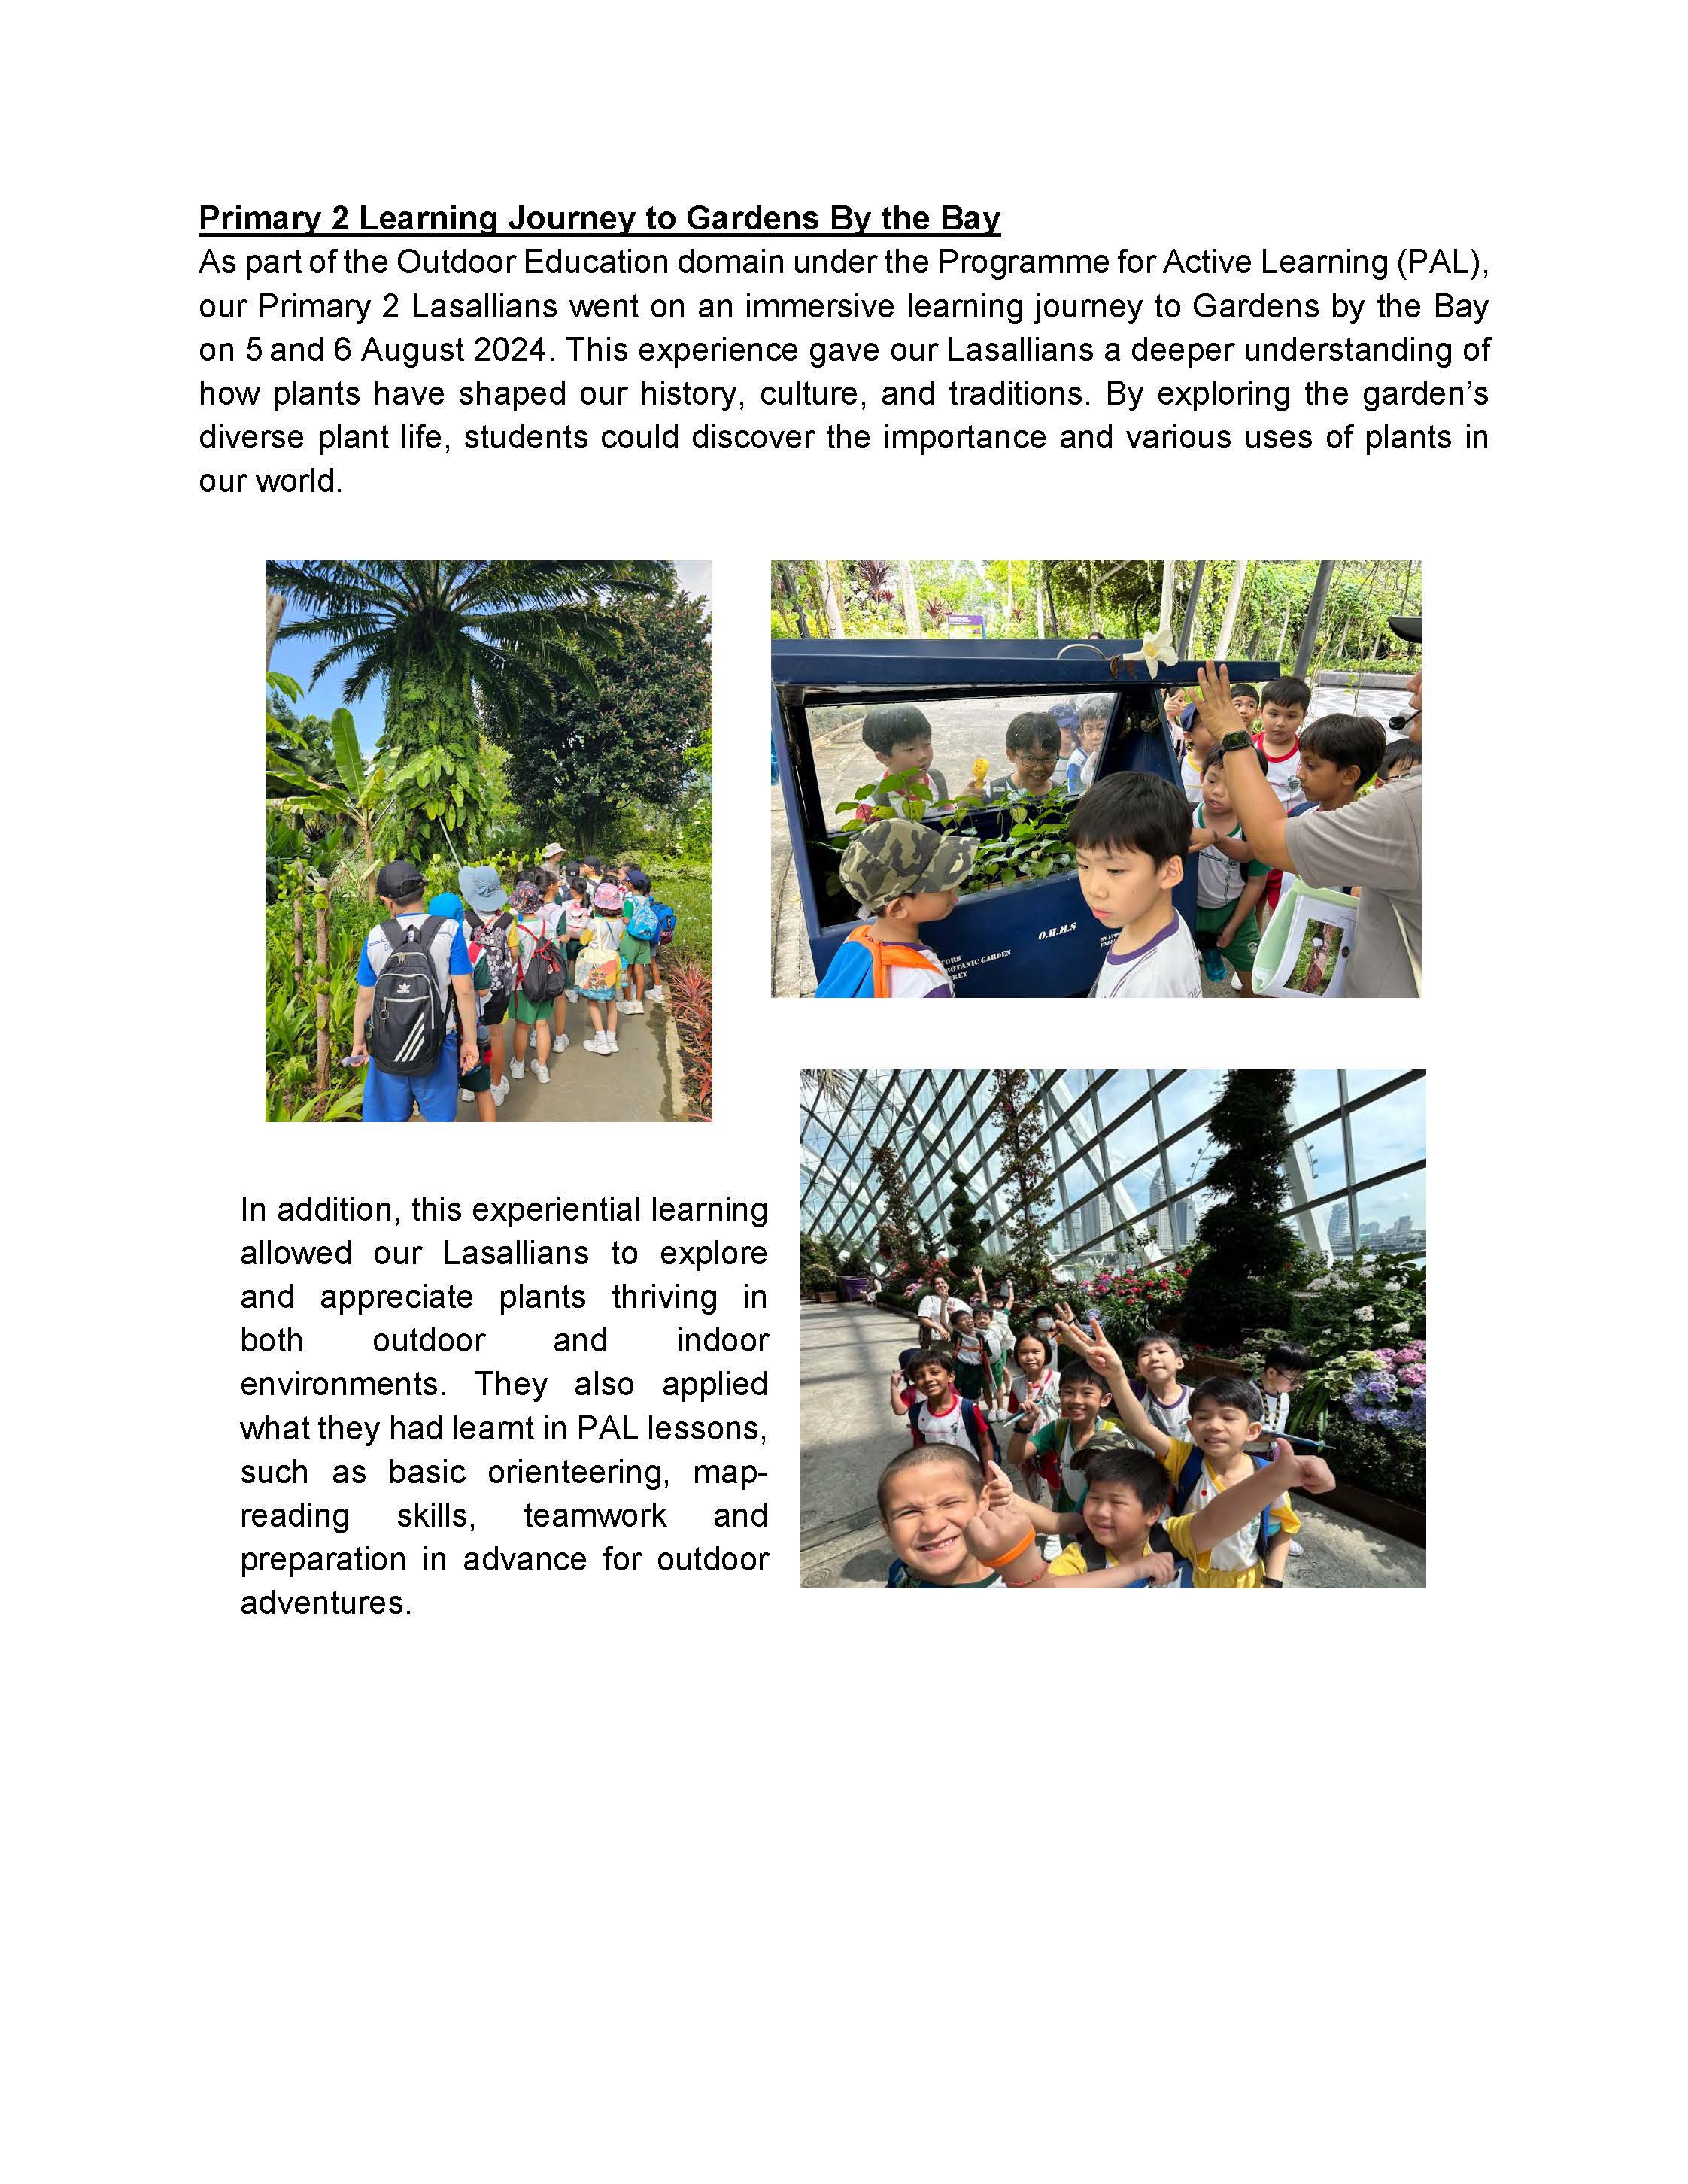 Primary 2 Learning Journey to Gardens By the Bay
As part of the Outdoor Education domain under the Programme for Active Learning (PAL),
our Primary 2 Lasallians went on an immersive learning journey to Gardens by the Bay
on 5 and 6 August 2024. This experience gave our Lasallians a deeper understanding of
how plants have shaped our history, culture, and traditions. By exploring the garden’s
diverse plant life, students could discover the importance and various uses of plants in
our world.
O.H.M.S
TORS
BOTANIC GARDEN
In addition, this experiential learning
allowed our Lasallians to explore
and appreciate plants thriving in
both outdoor and indoor
environments. They also applied
what they had learnt in PAL lessons,
such as basic orienteering, map-
reading skills, teamwork and
preparation in advance for outdoor
adventures.